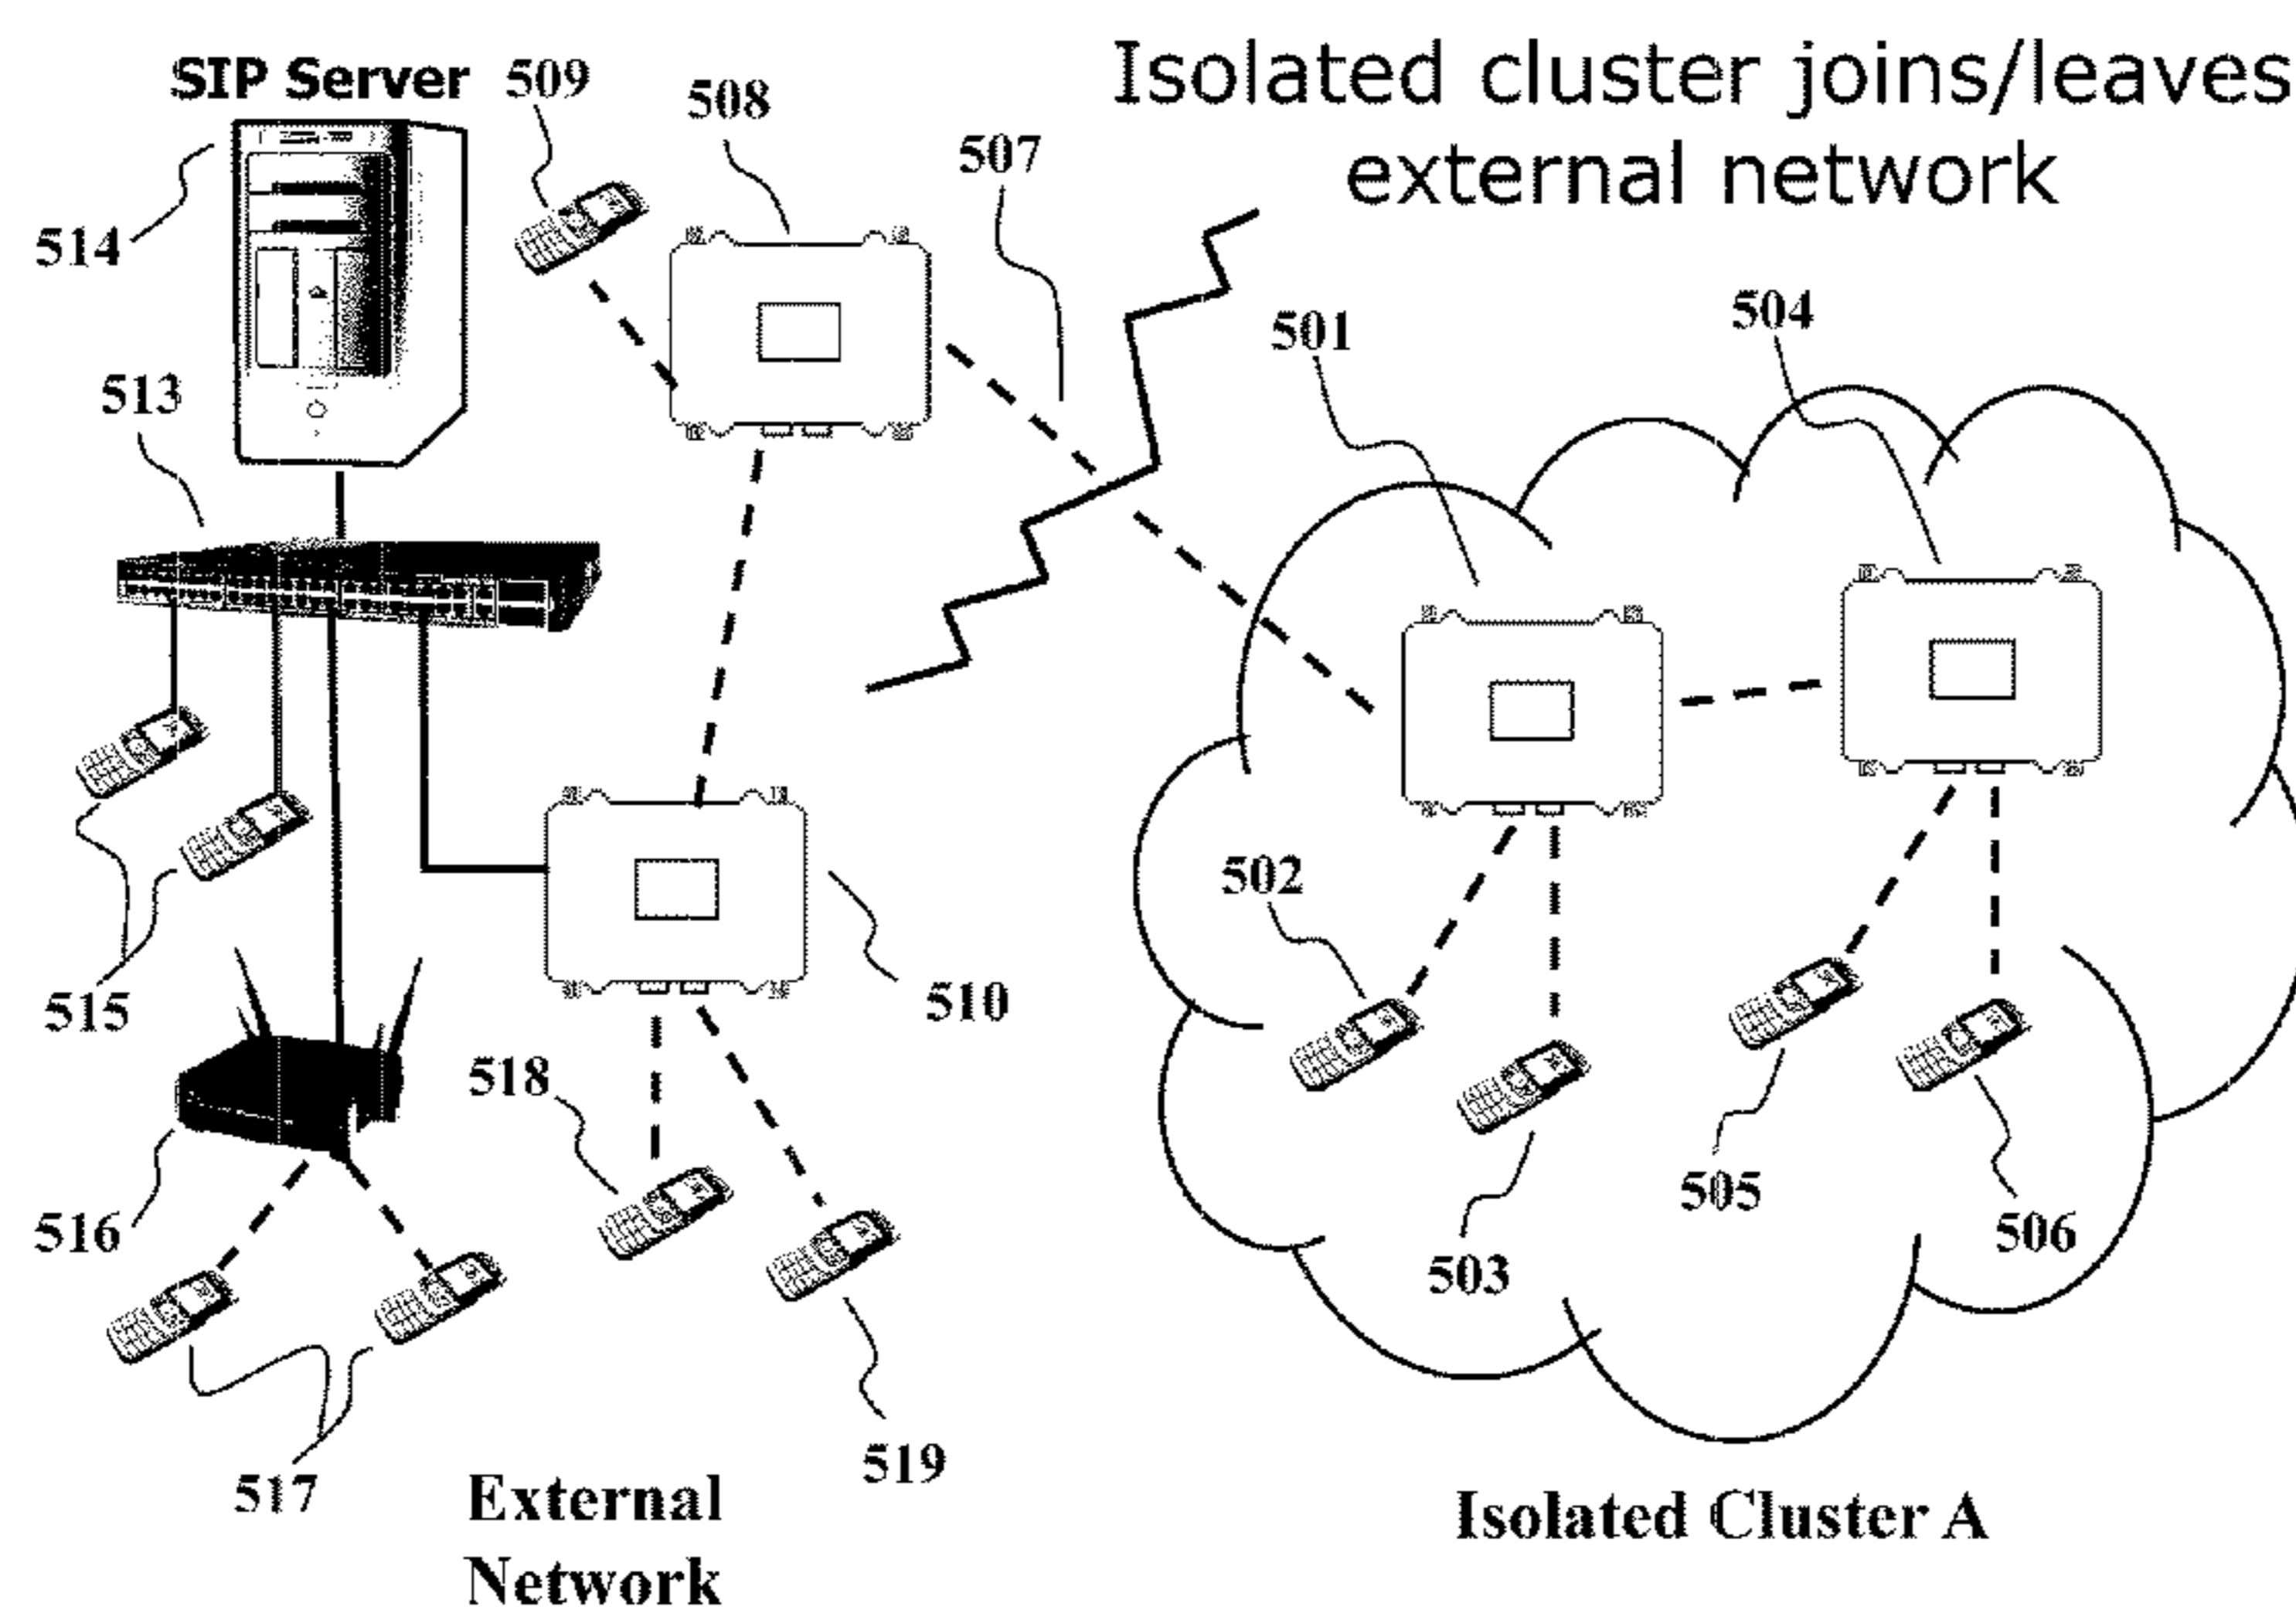 Isolated cluster joins/leaves
external network
SIP Server
509
508
507
514
501
504
513
502
510
515
518
505
516
506
503
519
517
External
Network
Isolated Cluster A